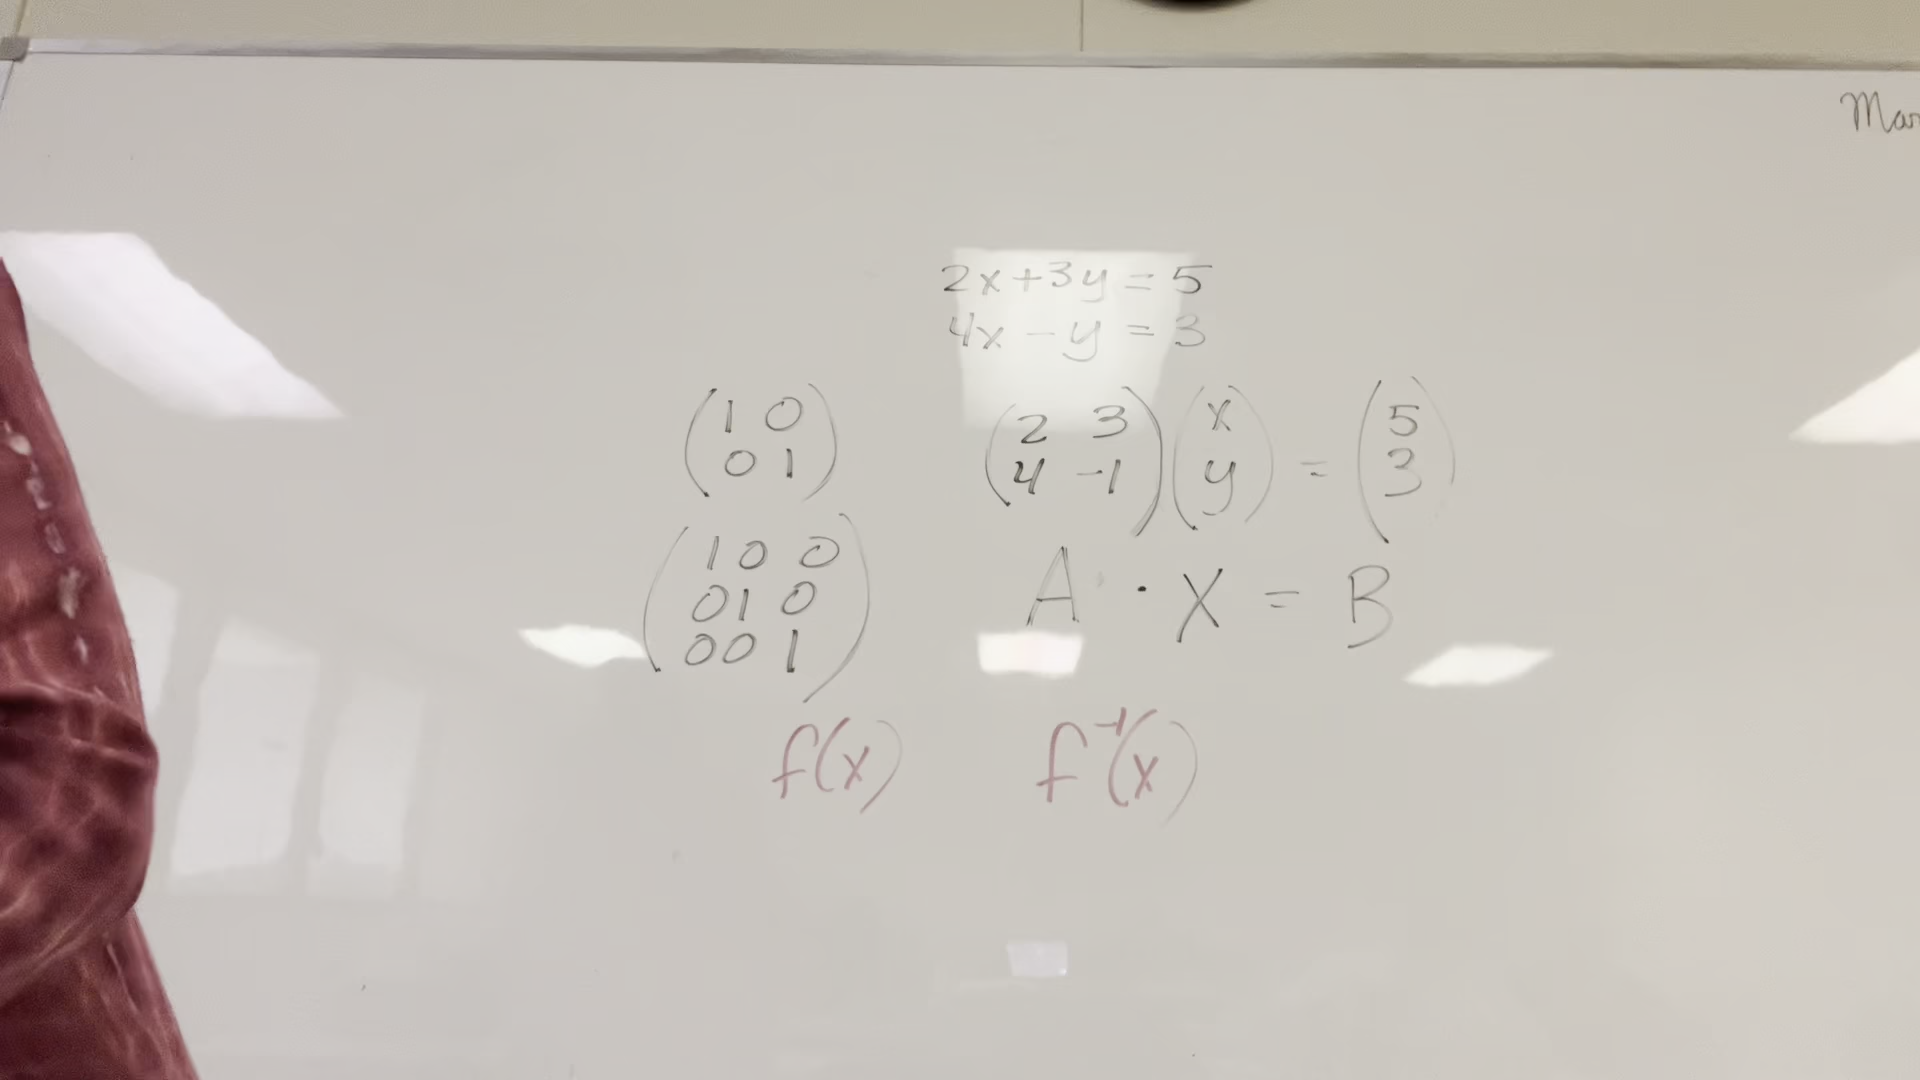 Mar
2x+3y=5
4x-y=3
(1 0
0 1)
(2 3
4 -1)(x
y) = (5
3)
(1 0 0
0 1 0
0 0 1)
A · X = B
f(x) f⁻¹(x)